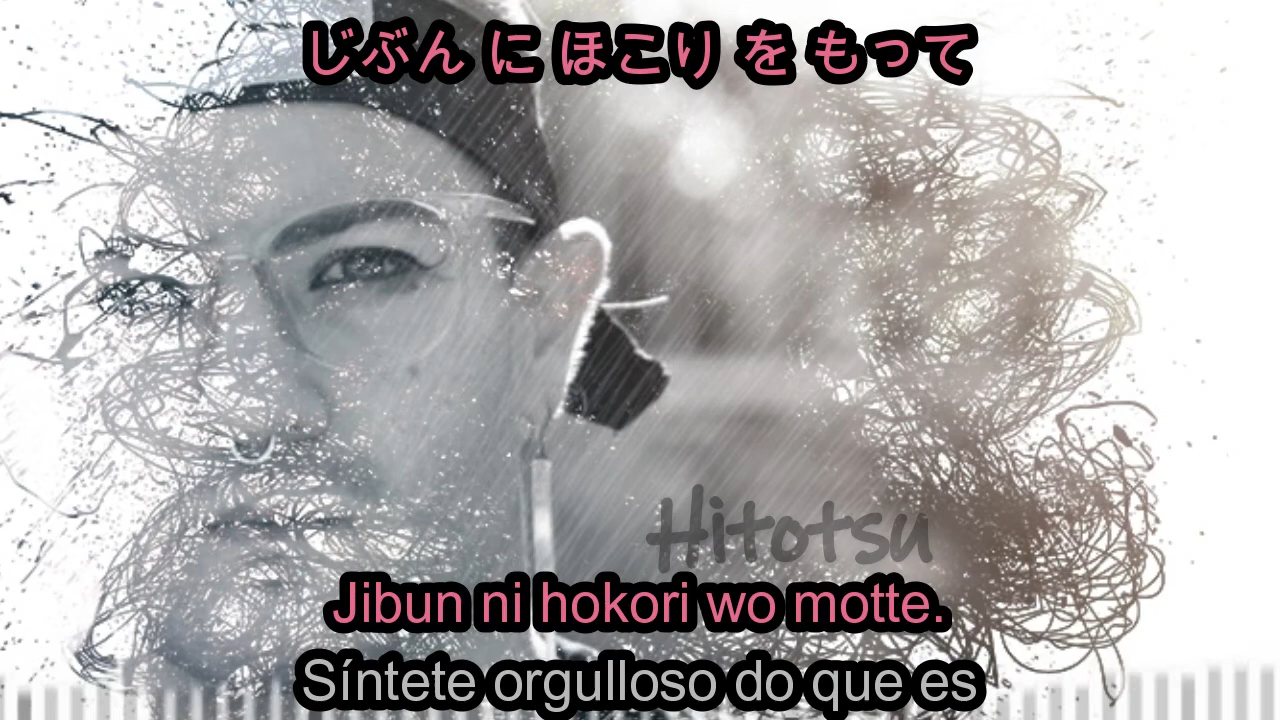 じぶん に ほこり を もって
Hitotsu
Jibun ni hokori wo motte.
Síntete orgulloso do que es